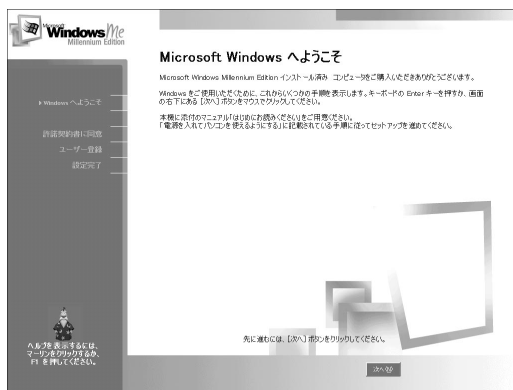 Microsoft
Windows Me
Millennium Edition
Windows へようこそ
許諾契約書に同意
ユーザー登録
設定完了
ヘルプを表示するには、
マーリンをクリックするか、
F1 を押してください。
Microsoft Windows へようこそ
Microsoft Windows Millennium Edition インストール済み コンピュータをご購入いただきありがとうございます。
Windows をご使用いただくために、これからいくつかの手順を表示します。キーボードの Enter キーを押すか、画面
の右下にある [次へ] ボタンをマウスでクリックしてください。
本機に添付のマニュアル「はじめにお読みください」をご用意ください。
「電源を入れてパソコンを使えるようにする」に記載されている手順に従ってセットアップを進めてください。
先に進むには、[次へ] ボタンをクリックしてください。
次へ(N)